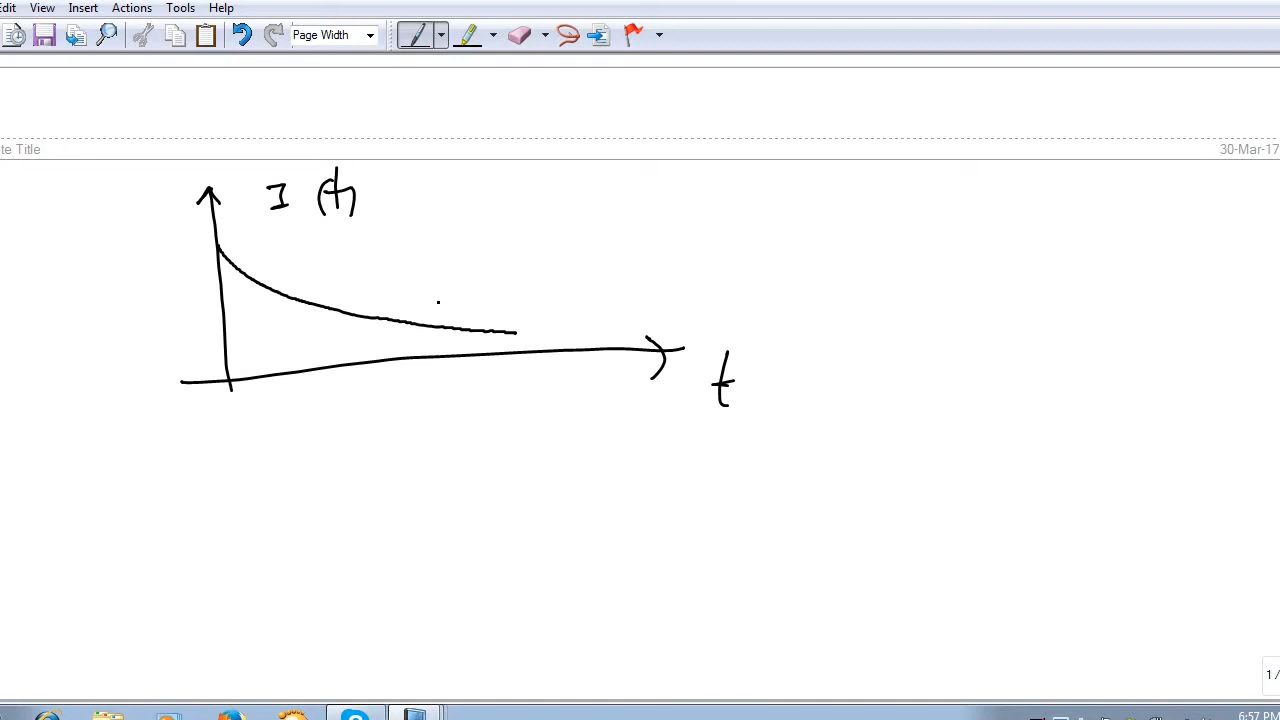 Edit View Insert Actions Tools Help
Page Width
te Title
30-Mar-17
I (t)
t
1/
6:57 PM